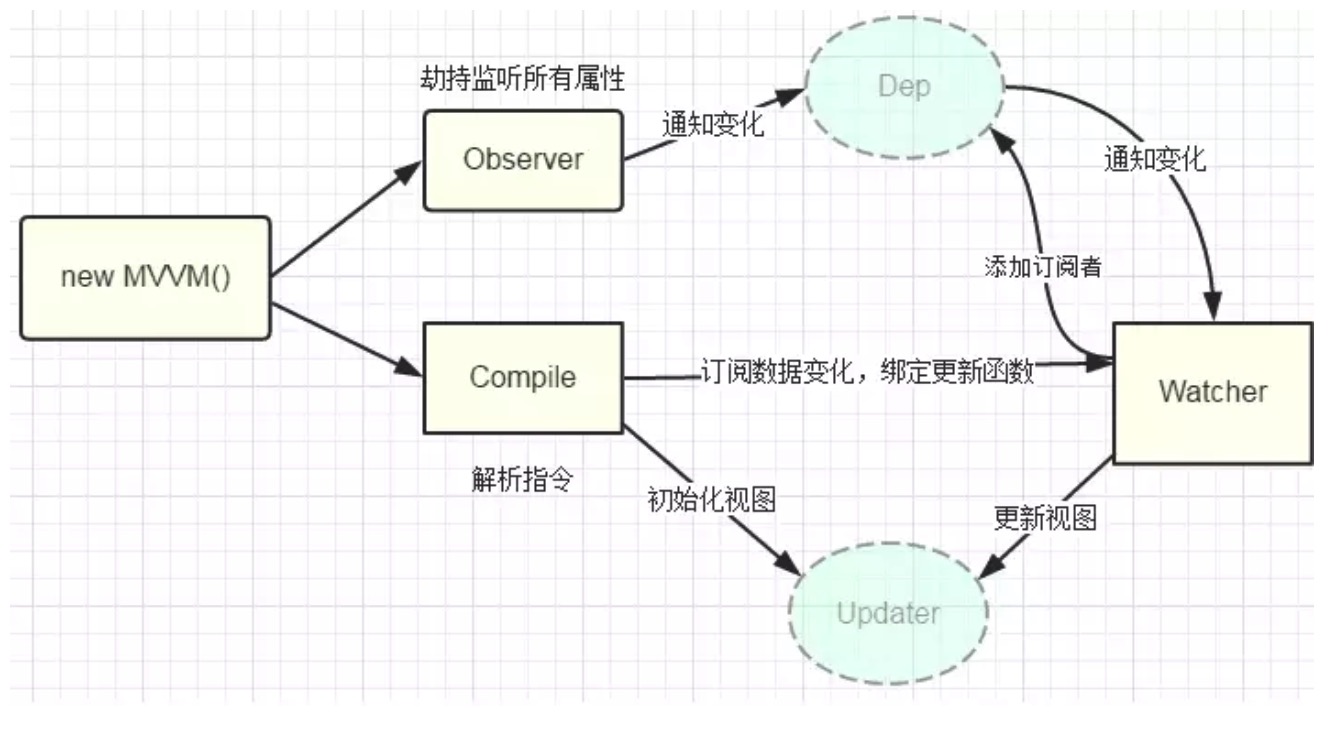 Dep
劫持监听所有属性
通知变化
Observer
通知变化
new MVVM()
添加订阅者
Compile
订阅数据变化，绑定更新函数
Watcher
解析指令
初始化视图
更新视图
Updater